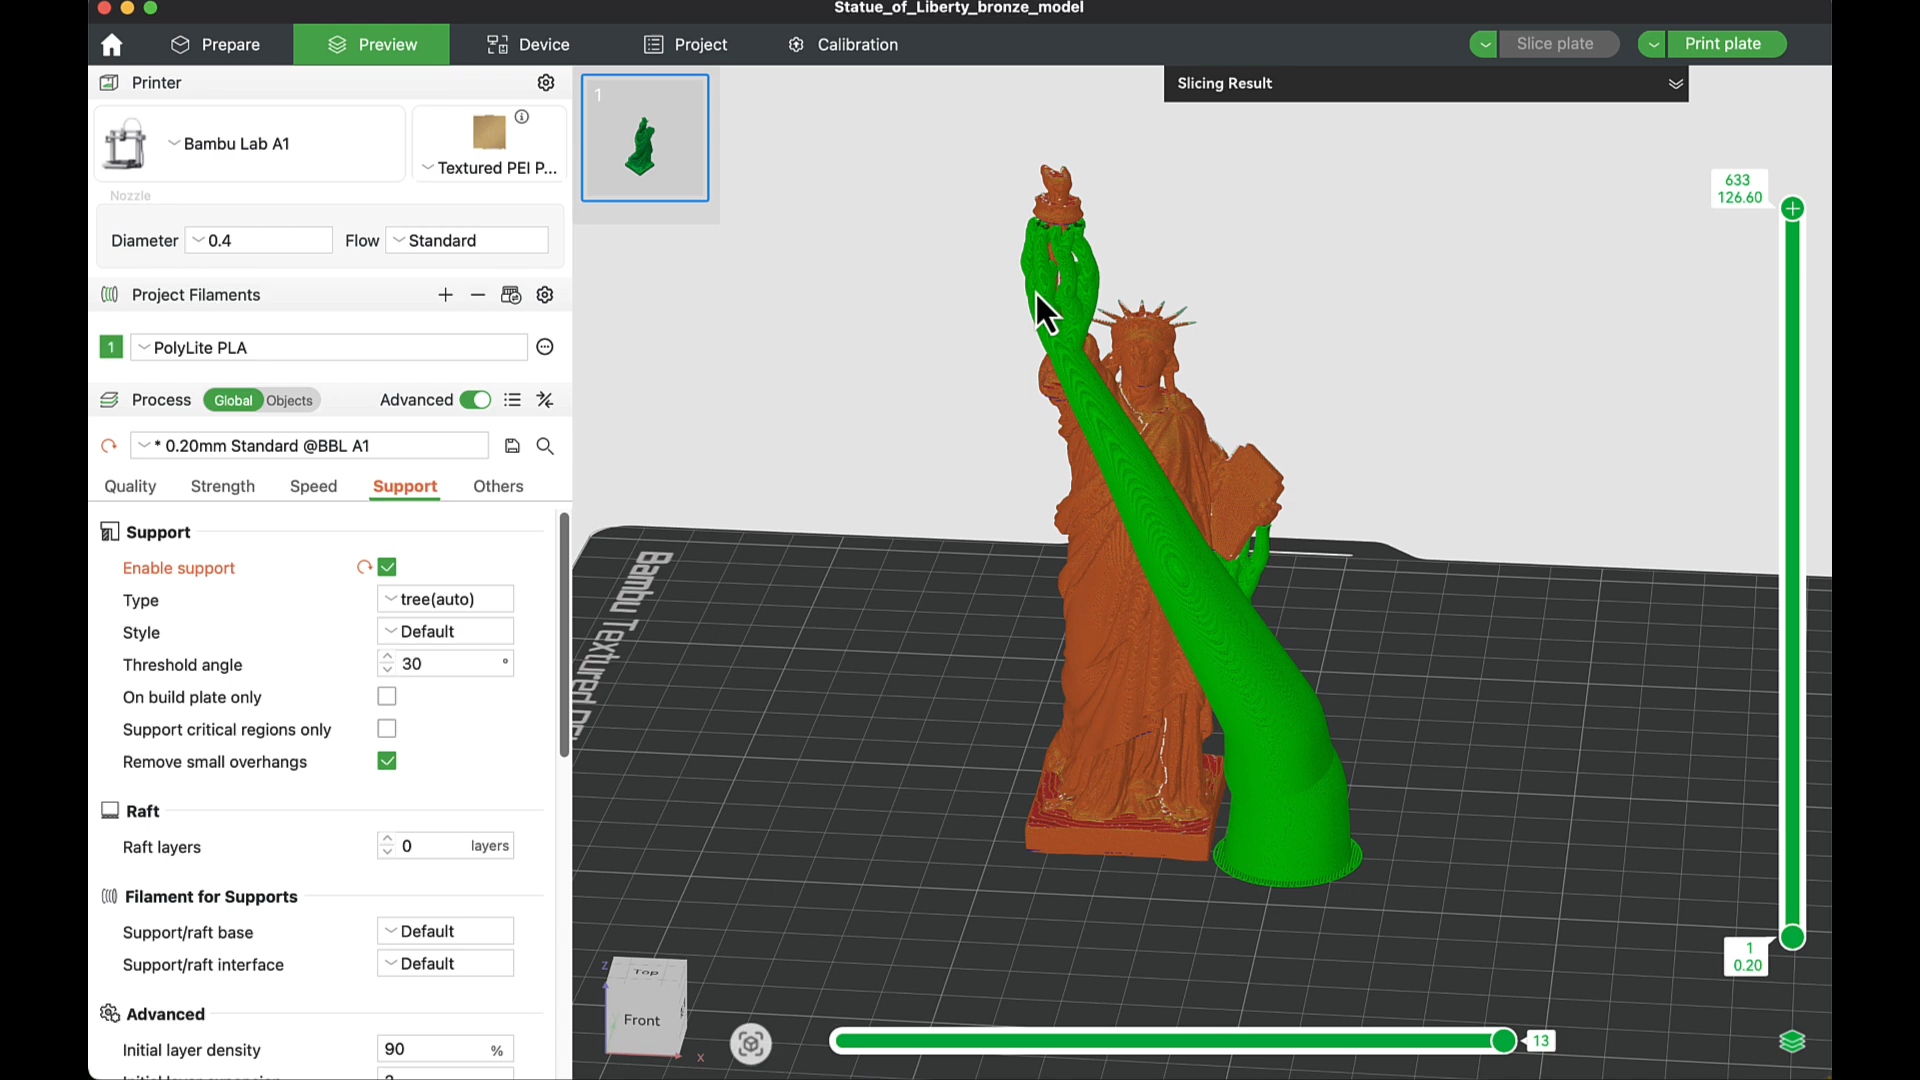 Statue_of_Liberty_bronze_model
Prepare
Preview
Device
Project
Calibration
Slice plate
Print plate
Printer
Bambu Lab A1
Textured PEI P...
Nozzle
Diameter
0.4
Flow
Standard
Project Filaments
1
PolyLite PLA
Process
Global
Objects
Advanced
* 0.20mm Standard @BBL A1
Quality
Strength
Speed
Support
Others
Support
Enable support
Type
tree(auto)
Style
Default
Threshold angle
30
°
On build plate only
Support critical regions only
Remove small overhangs
Raft
Raft layers
0
layers
Filament for Supports
Support/raft base
Default
Support/raft interface
Default
Advanced
Initial layer density
90
%
1
Slicing Result
633
126.60
Bambu Textured
1
0.20
Z
Top
Front
X
13